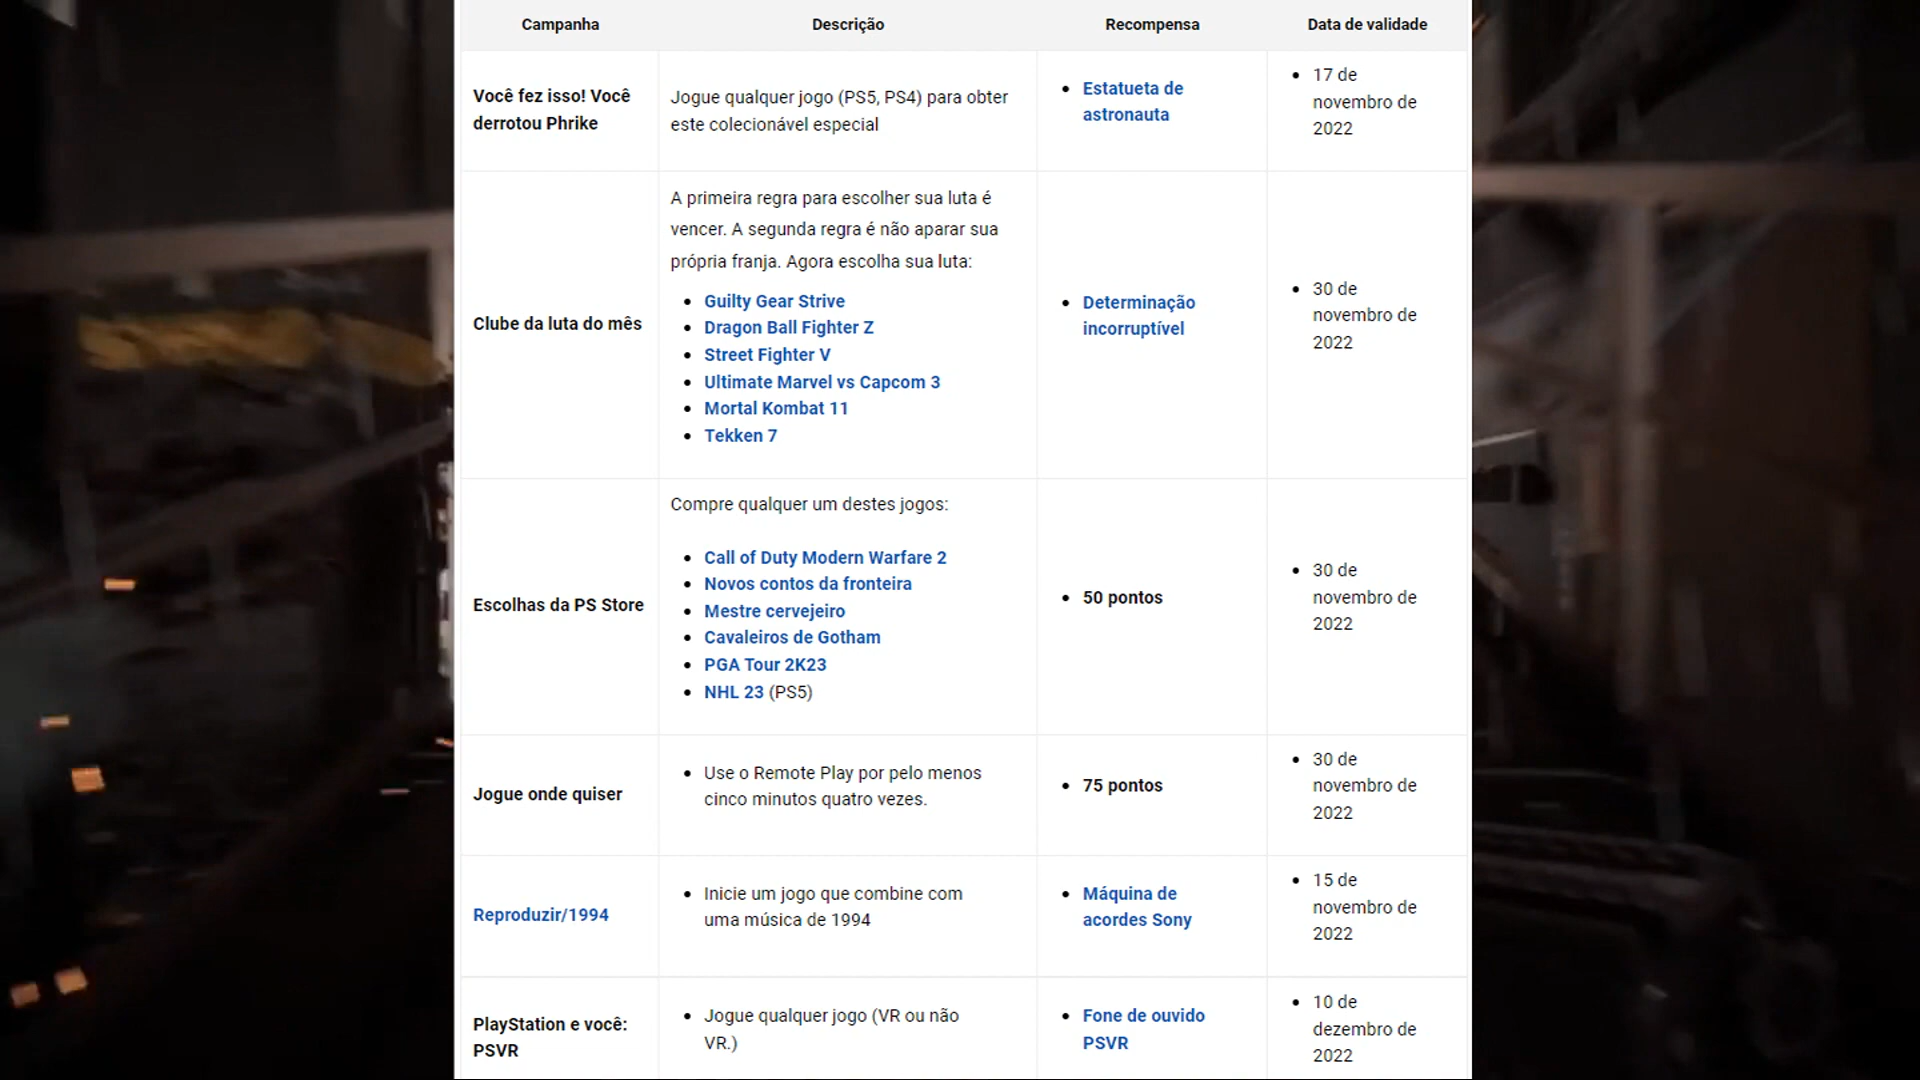 Campanha Descrição Recompensa Data de validade
Você fez isso! Você
derrotou Phrike
Jogue qualquer jogo (PS5, PS4) para obter
este colecionável especial
Estatueta de
astronauta
17 de
novembro de
2022
Clube da luta do mês
A primeira regra para escolher sua luta é
vencer. A segunda regra é não aparar sua
própria franja. Agora escolha sua luta:
Guilty Gear Strive
Dragon Ball Fighter Z
Street Fighter V
Ultimate Marvel vs Capcom 3
Mortal Kombat 11
Tekken 7
Determinação
incorruptível
30 de
novembro de
2022
Escolhas da PS Store
Compre qualquer um destes jogos:
Call of Duty Modern Warfare 2
Novos contos da fronteira
Mestre cervejeiro
Cavaleiros de Gotham
PGA Tour 2K23
NHL 23 (PS5)
50 pontos
30 de
novembro de
2022
Jogue onde quiser
Use o Remote Play por pelo menos
cinco minutos quatro vezes.
75 pontos
30 de
novembro de
2022
Reproduzir/1994
Inicie um jogo que combine com
uma música de 1994
Máquina de
acordes Sony
15 de
novembro de
2022
PlayStation e você:
PSVR
Jogue qualquer jogo (VR ou não
VR.)
Fone de ouvido
PSVR
10 de
dezembro de
2022